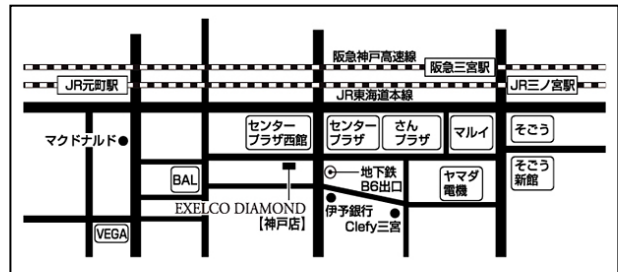 阪急神戸高速線
阪急三宮駅
JR元町駅
JR三ノ宮駅
JR東海道本線
マクドナルド
センター
プラザ西館
センター
プラザ
さん
プラザ
マルイ
そごう
BAL
地下鉄
B6出口
ヤマダ
電機
そごう
新館
EXELCO DIAMOND
【神戸店】
伊予銀行
Clefy三宮
VEGA